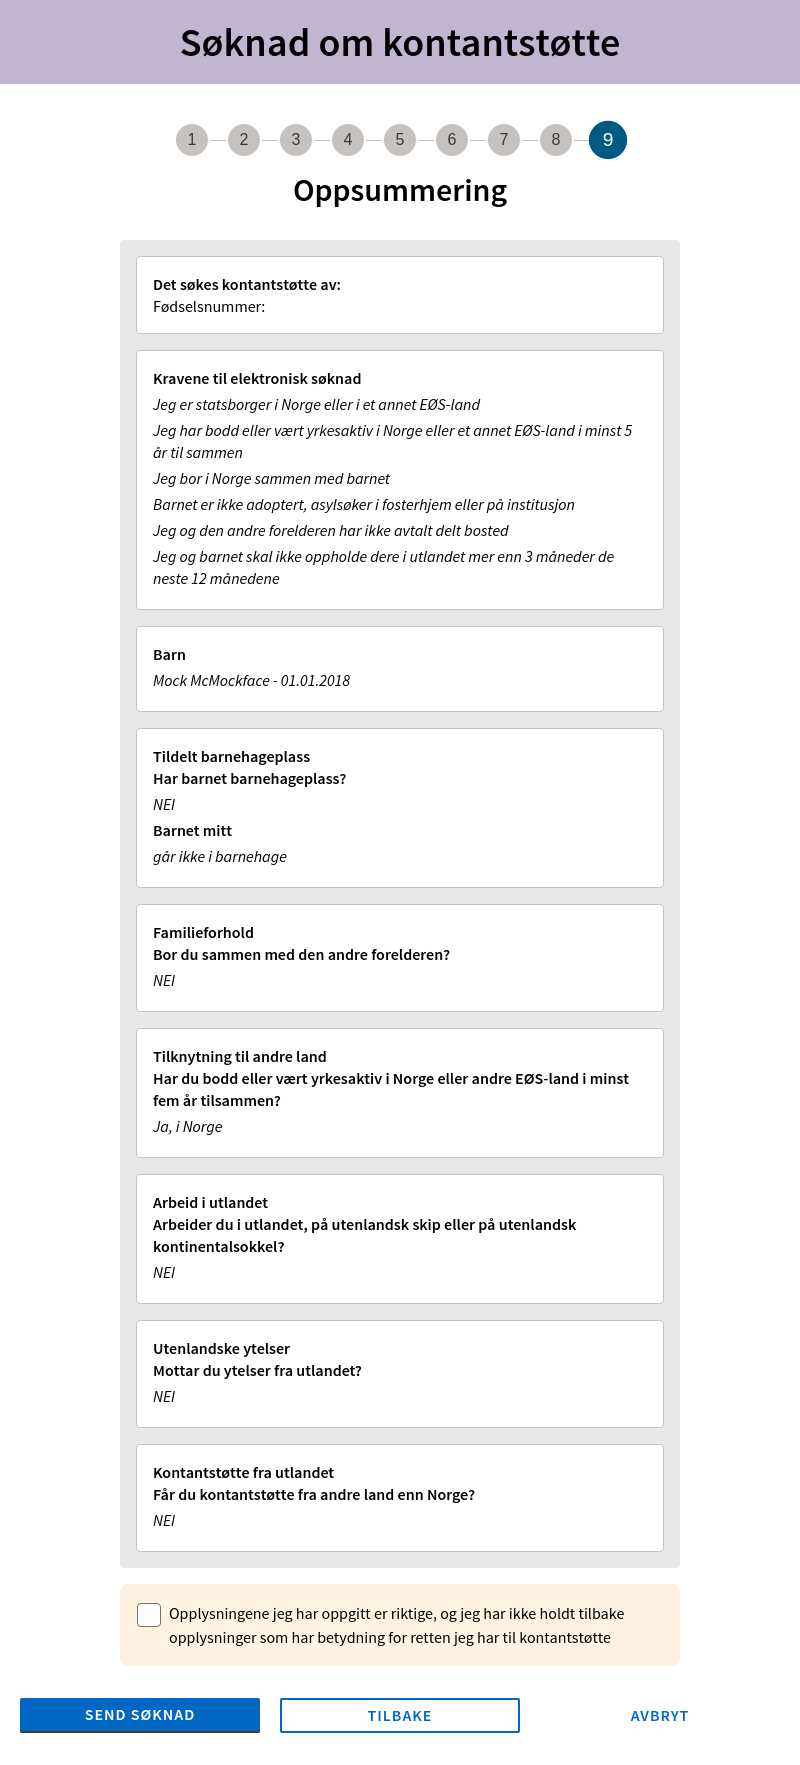 Søknad om kontantstøtte
1 2 3 4 5 6 7 8 9
Oppsummering
Det søkes kontantstøtte av:
Fødselsnummer:
Kravene til elektronisk søknad
Jeg er statsborger i Norge eller i et annet EØS-land
Jeg har bodd eller vært yrkesaktiv i Norge eller et annet EØS-land i minst 5
år til sammen
Jeg bor i Norge sammen med barnet
Barnet er ikke adoptert, asylsøker i fosterhjem eller på institusjon
Jeg og den andre forelderen har ikke avtalt delt bosted
Jeg og barnet skal ikke oppholde dere i utlandet mer enn 3 måneder de
neste 12 månedene
Barn
Mock McMockface - 01.01.2018
Tildelt barnehageplass
Har barnet barnehageplass?
NEI
Barnet mitt
går ikke i barnehage
Familieforhold
Bor du sammen med den andre forelderen?
NEI
Tilknytning til andre land
Har du bodd eller vært yrkesaktiv i Norge eller andre EØS-land i minst
fem år tilsammen?
Ja, i Norge
Arbeid i utlandet
Arbeider du i utlandet, på utenlandsk skip eller på utenlandsk
kontinentalsokkel?
NEI
Utenlandske ytelser
Mottar du ytelser fra utlandet?
NEI
Kontantstøtte fra utlandet
Får du kontantstøtte fra andre land enn Norge?
NEI
Opplysningene jeg har oppgitt er riktige, og jeg har ikke holdt tilbake
opplysninger som har betydning for retten jeg har til kontantstøtte
SEND SØKNAD TILBAKE AVBRYT